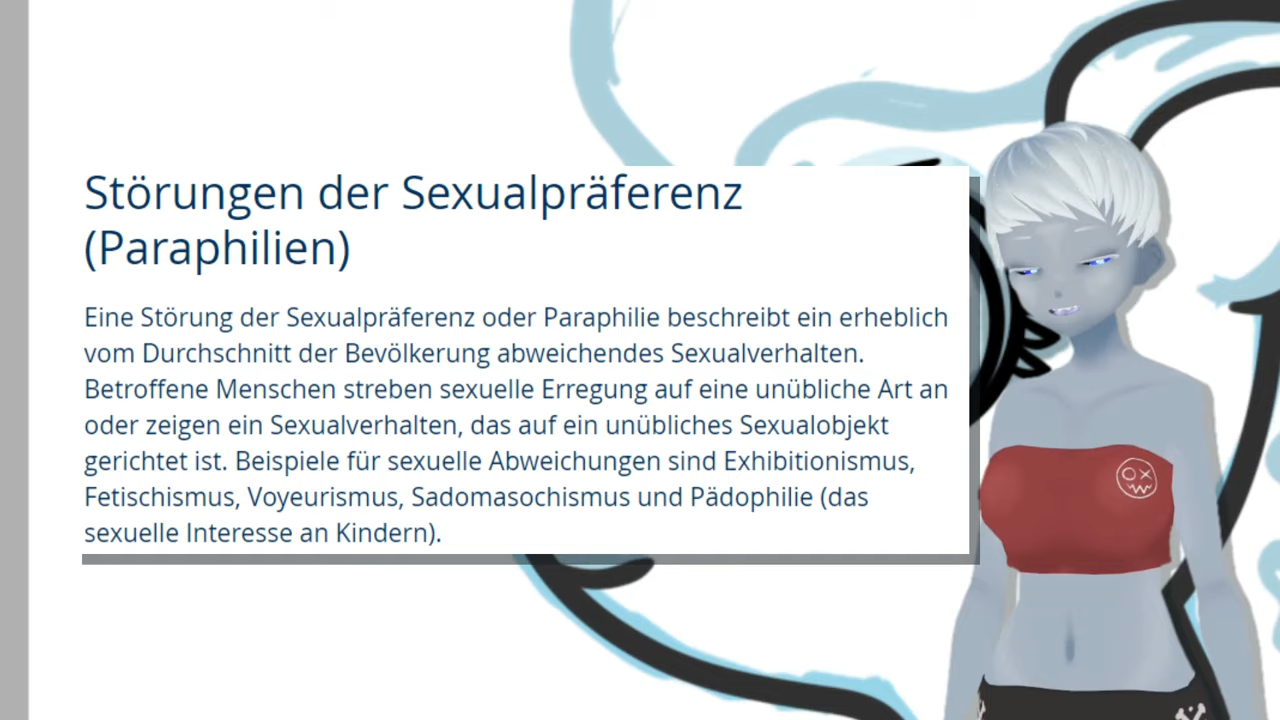 Störungen der Sexualpräferenz
(Paraphilien)
Eine Störung der Sexualpräferenz oder Paraphilie beschreibt ein erheblich
vom Durchschnitt der Bevölkerung abweichendes Sexualverhalten.
Betroffene Menschen streben sexuelle Erregung auf eine unübliche Art an
oder zeigen ein Sexualverhalten, das auf ein unübliches Sexualobjekt
gerichtet ist. Beispiele für sexuelle Abweichungen sind Exhibitionismus,
Fetischismus, Voyeurismus, Sadomasochismus und Pädophilie (das
sexuelle Interesse an Kindern).